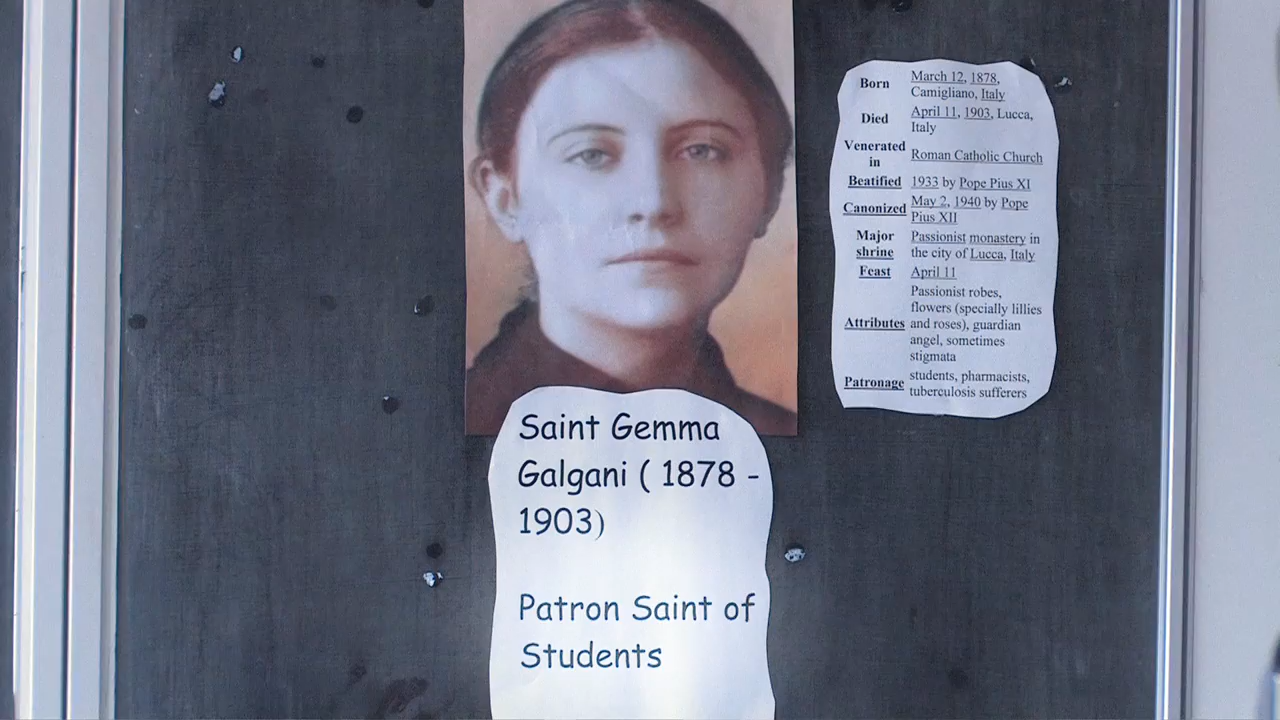 Saint Gemma
Galgani ( 1878 -
1903)
Patron Saint of
Students
Born March 12, 1878,
Camigliano, Italy
Died April 11, 1903, Lucca,
Italy
Venerated
in Roman Catholic Church
Beatified 1933 by Pope Pius XI
Canonized May 2, 1940 by Pope
Pius XII
Major Passionist monastery in
shrine the city of Lucca, Italy
Feast April 11
Passionist robes,
flowers (specially lillies
Attributes and roses), guardian
angel, sometimes
stigmata
Patronage students, pharmacists,
tuberculosis sufferers